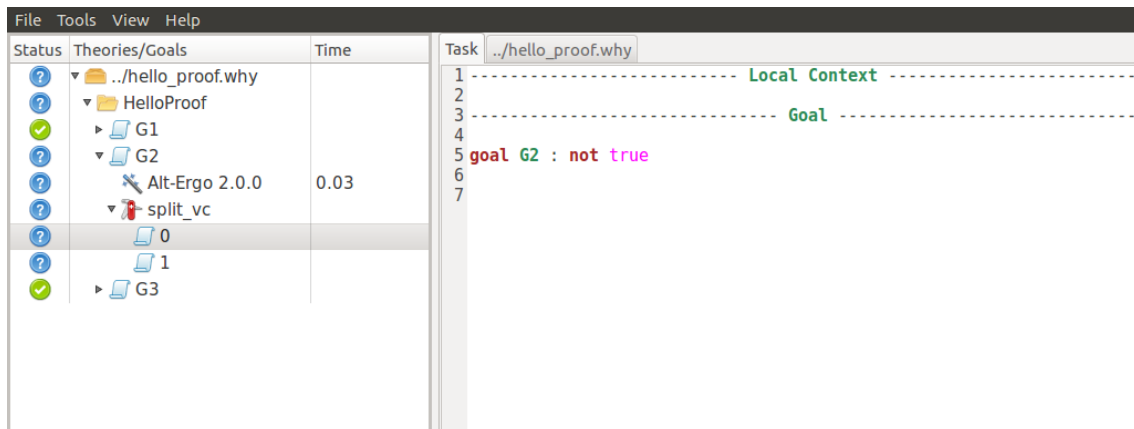 File Tools View Help
Status Theories/Goals Time
../hello_proof.why
HelloProof
G1
G2
Alt-Ergo 2.0.0 0.03
split_vc
0
1
G3
Task ../hello_proof.why
1 --------------------------- Local Context -------------------------
2
3 ------------------------------- Goal ------------------------------
4
5 goal G2 : not true
6
7